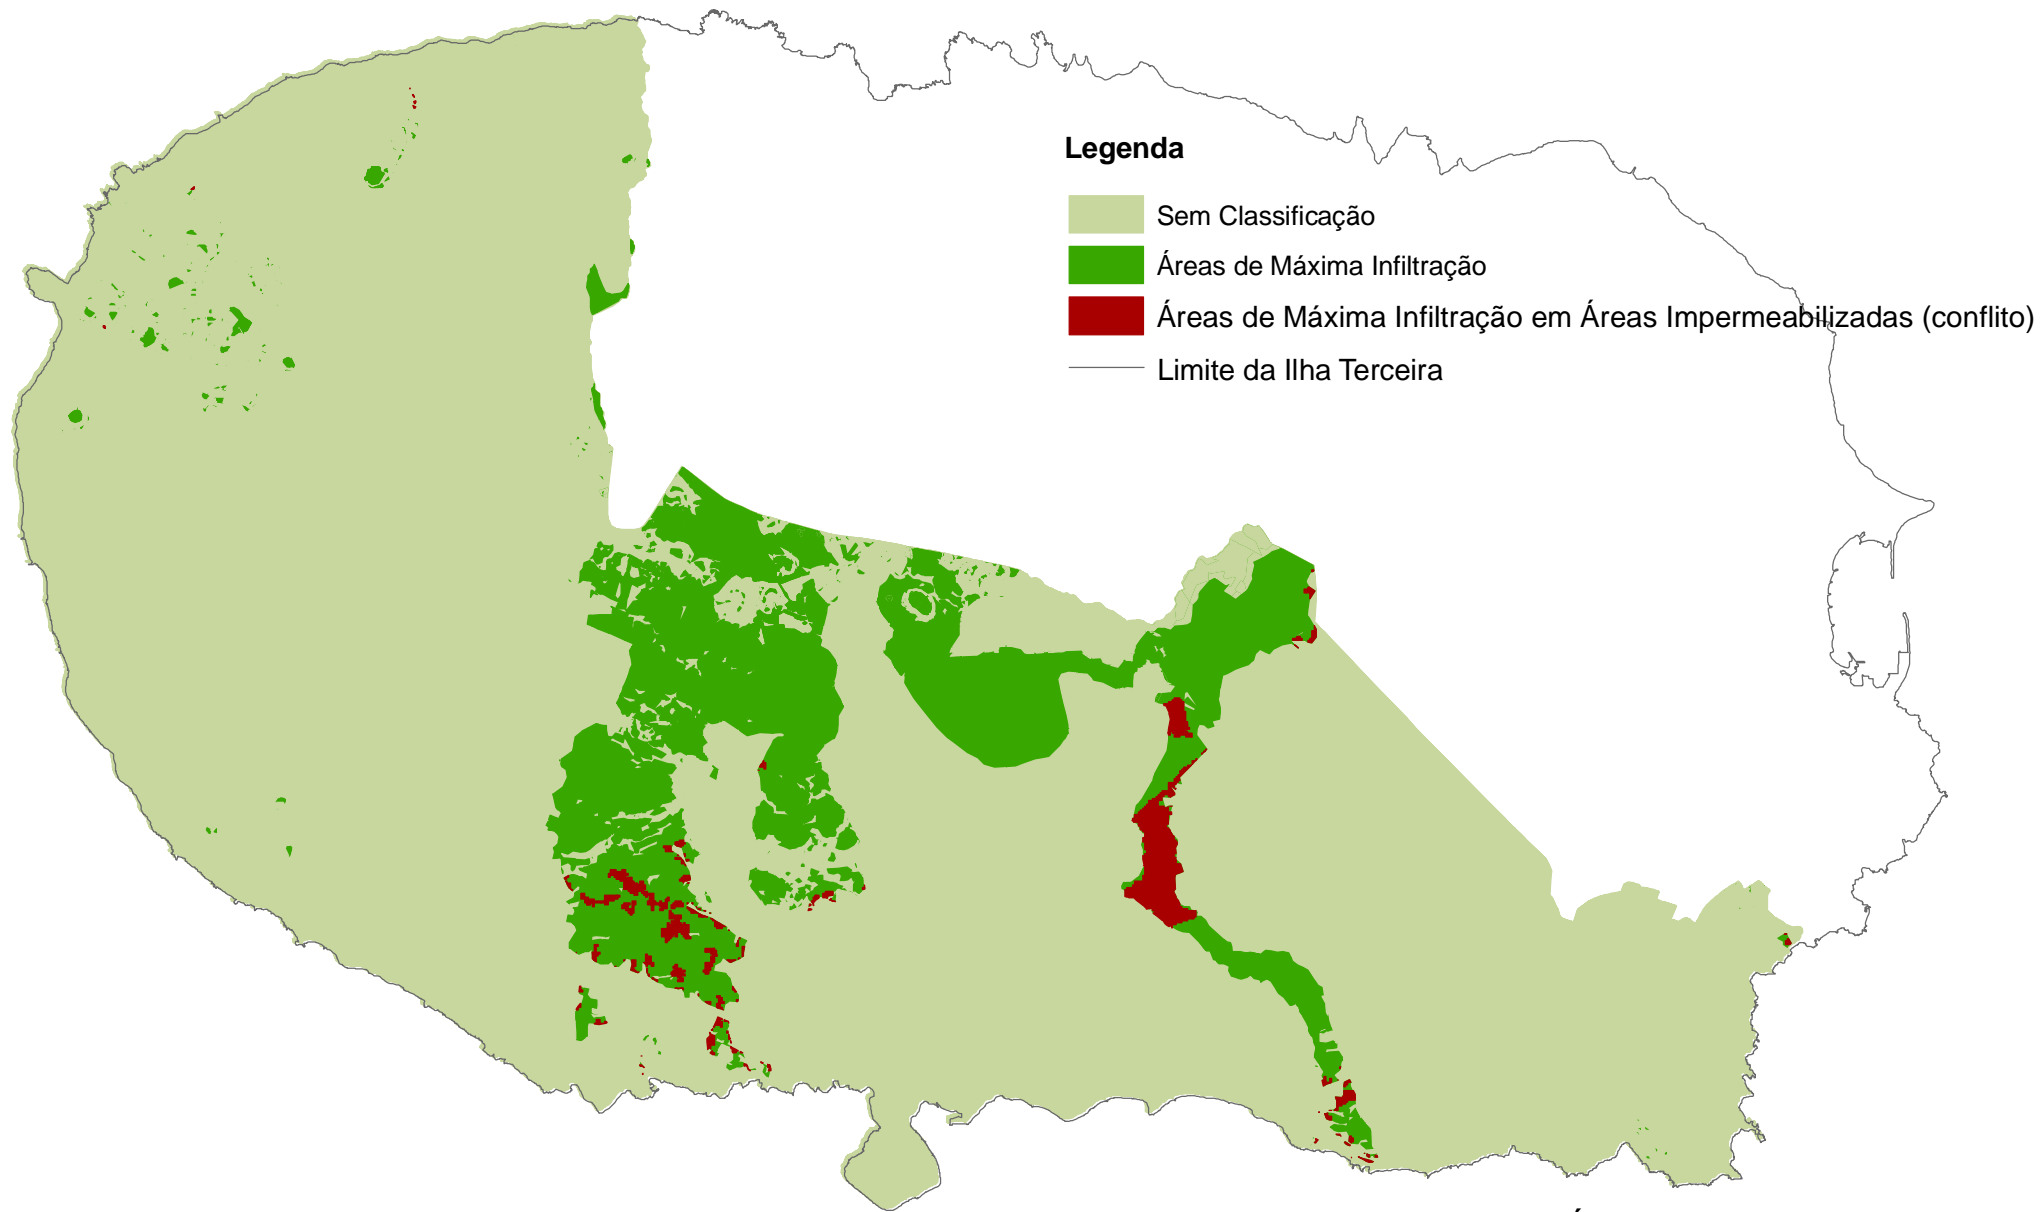 Legenda
Sem Classificação
Áreas de Máxima Infiltração
Áreas de Máxima Infiltração em Áreas Impermeabilizadas (conflito)
Limite da Ilha Terceira